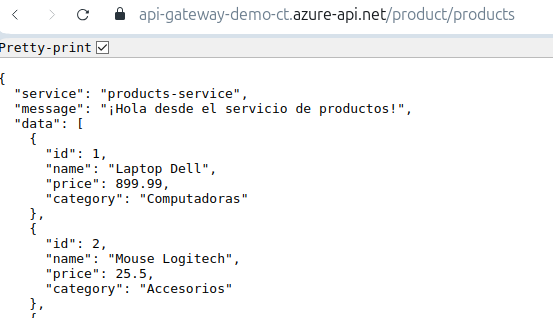 api-gateway-demo-ct.azure-api.net/product/products
Pretty-print
{
  "service": "products-service",
  "message": "¡Hola desde el servicio de productos!",
  "data": [
    {
      "id": 1,
      "name": "Laptop Dell",
      "price": 899.99,
      "category": "Computadoras"
    },
    {
      "id": 2,
      "name": "Mouse Logitech",
      "price": 25.5,
      "category": "Accesorios"
    },
    {